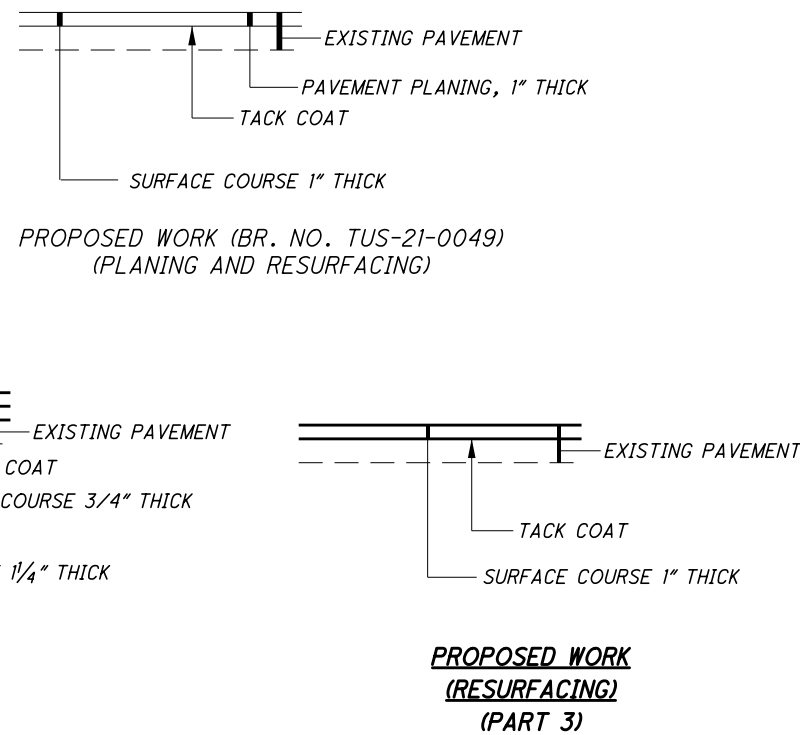 EXISTING PAVEMENT
PAVEMENT PLANING, 1" THICK
TACK COAT
SURFACE COURSE 1" THICK
PROPOSED WORK (BR. NO. TUS-21-0049)
(PLANING AND RESURFACING)
EXISTING PAVEMENT
COAT
COURSE 3/4" THICK
1 1/4" THICK
EXISTING PAVEMENT
TACK COAT
SURFACE COURSE 1" THICK
PROPOSED WORK
(RESURFACING)
(PART 3)